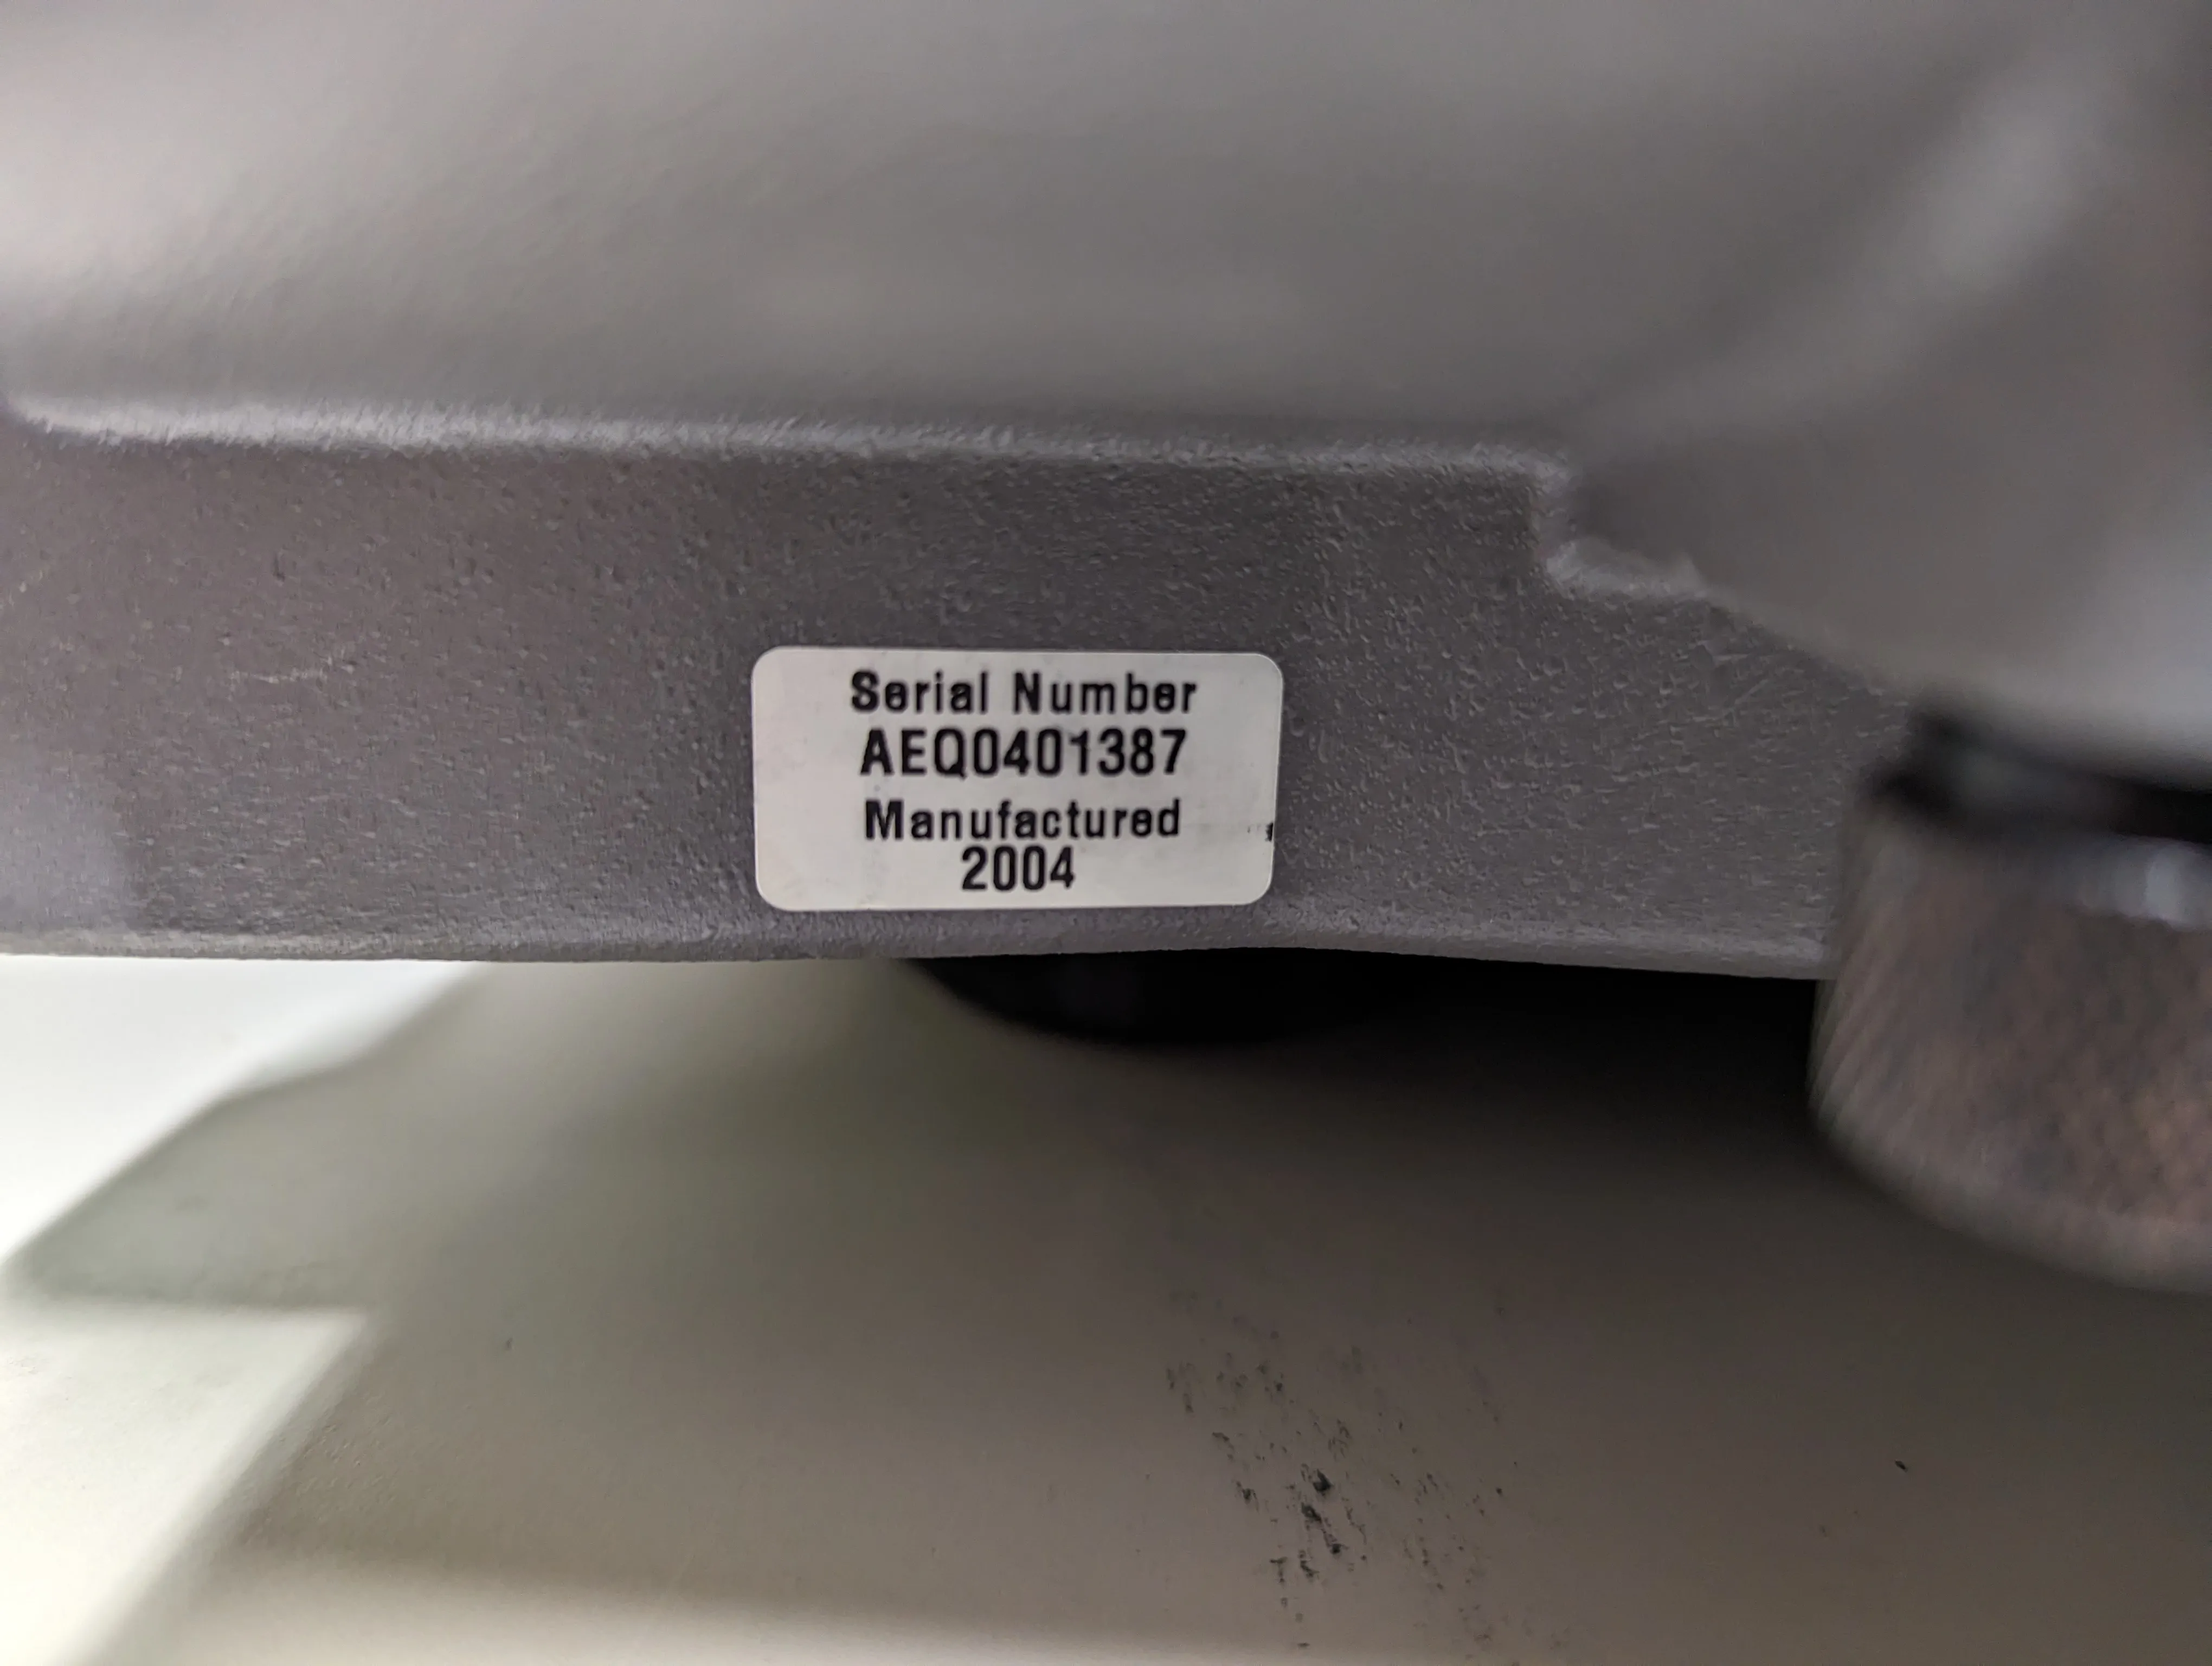 Serial Number
AEQ0401387
Manufactured
2004